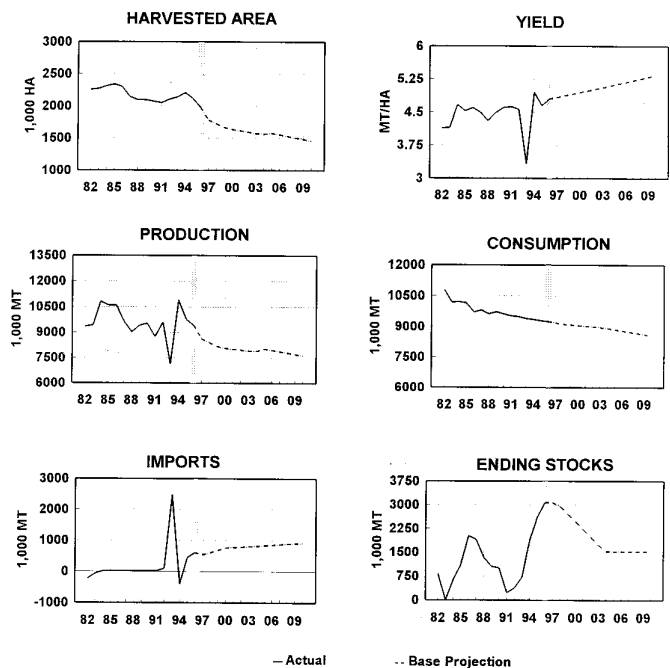 HARVESTED AREA
1,000 HA
3000
2500
2000
1500
1000
82 85 88 91 94 97 00 03 06 09
YIELD
MT/HA
6
5.25
4.5
3.75
3
82 85 88 91 94 97 00 03 06 09
PRODUCTION
1,000 MT
13500
12000
10500
9000
7500
6000
82 85 88 91 94 97 00 03 06 09
CONSUMPTION
1,000 MT
12000
10500
9000
7500
6000
82 85 88 91 94 97 00 03 06 09
IMPORTS
1,000 MT
3000
2000
1000
0
-1000
82 85 88 91 94 97 00 03 06 09
ENDING STOCKS
1,000 MT
3750
3000
2250
1500
750
0
82 85 88 91 94 97 00 03 06 09
— Actual
-- Base Projection